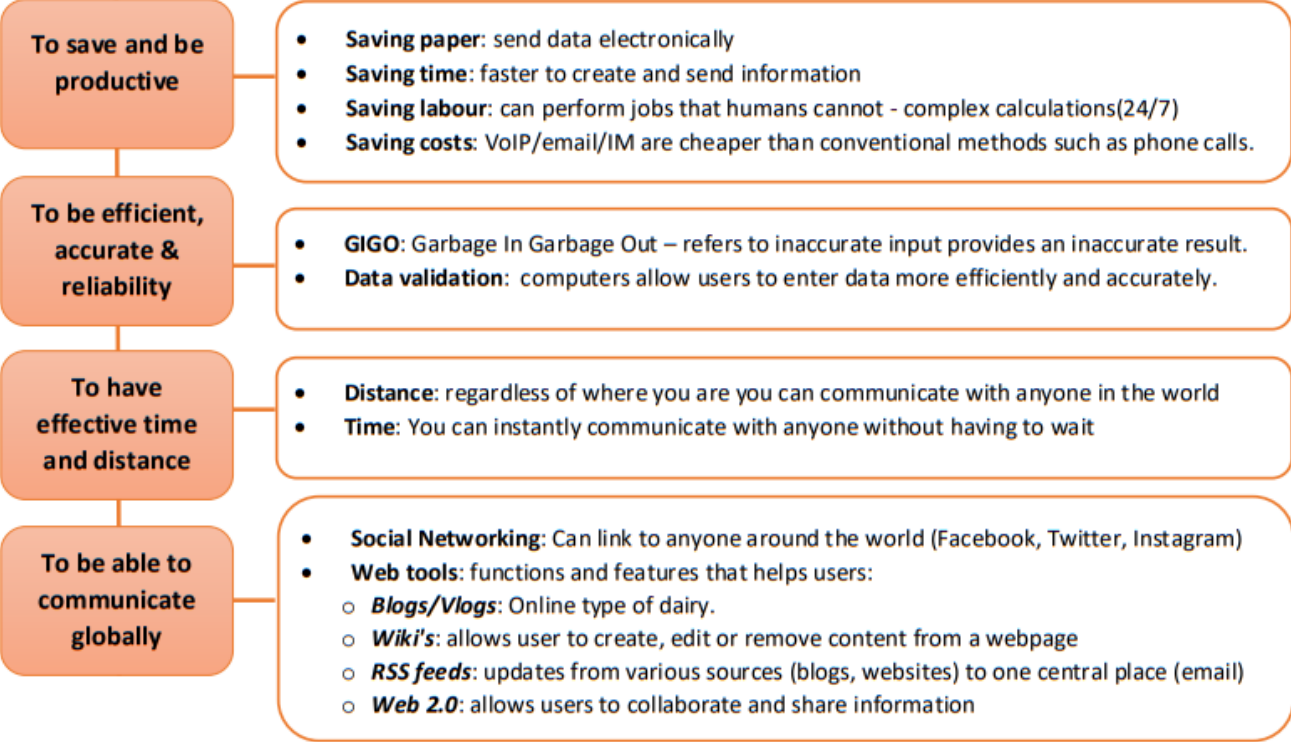 To save and be
productive
• Saving paper: send data electronically
• Saving time: faster to create and send information
• Saving labour: can perform jobs that humans cannot - complex calculations(24/7)
• Saving costs: VoIP/email/IM are cheaper than conventional methods such as phone calls.
To be efficient,
accurate &
reliability
• GIGO: Garbage In Garbage Out – refers to inaccurate input provides an inaccurate result.
• Data validation: computers allow users to enter data more efficiently and accurately.
To have
effective time
and distance
• Distance: regardless of where you are you can communicate with anyone in the world
• Time: You can instantly communicate with anyone without having to wait
To be able to
communicate
globally
• Social Networking: Can link to anyone around the world (Facebook, Twitter, Instagram)
• Web tools: functions and features that helps users:
o Blogs/Vlogs: Online type of dairy.
o Wiki's: allows user to create, edit or remove content from a webpage
o RSS feeds: updates from various sources (blogs, websites) to one central place (email)
o Web 2.0: allows users to collaborate and share information